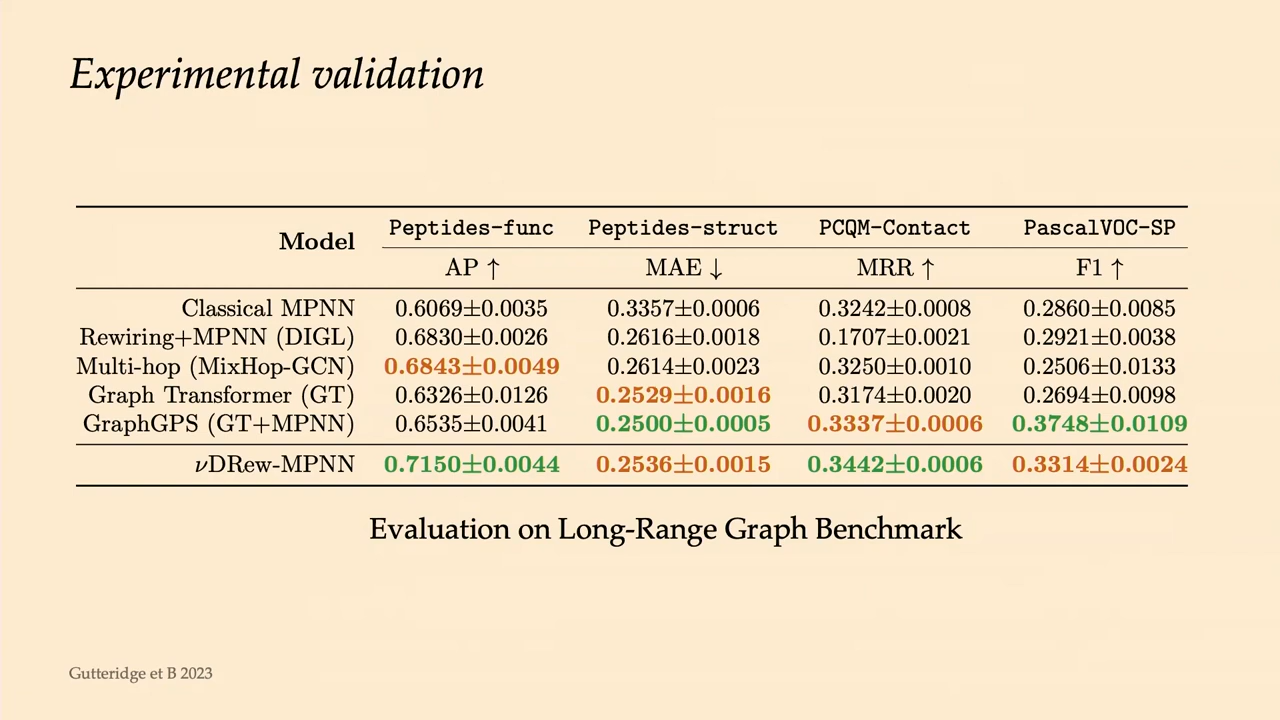 Experimental validation
Model Peptides-func Peptides-struct PCQM-Contact PascalVOC-SP
AP ↑ MAE ↓ MRR ↑ F1 ↑
Classical MPNN 0.6069±0.0035 0.3357±0.0006 0.3242±0.0008 0.2860±0.0085
Rewiring+MPNN (DIGL) 0.6830±0.0026 0.2616±0.0018 0.1707±0.0021 0.2921±0.0038
Multi-hop (MixHop-GCN) 0.6843±0.0049 0.2614±0.0023 0.3250±0.0010 0.2506±0.0133
Graph Transformer (GT) 0.6326±0.0126 0.2529±0.0016 0.3174±0.0020 0.2694±0.0098
GraphGPS (GT+MPNN) 0.6535±0.0041 0.2500±0.0005 0.3337±0.0006 0.3748±0.0109
νDRew-MPNN 0.7150±0.0044 0.2536±0.0015 0.3442±0.0006 0.3314±0.0024
Evaluation on Long-Range Graph Benchmark
Gutteridge et B 2023